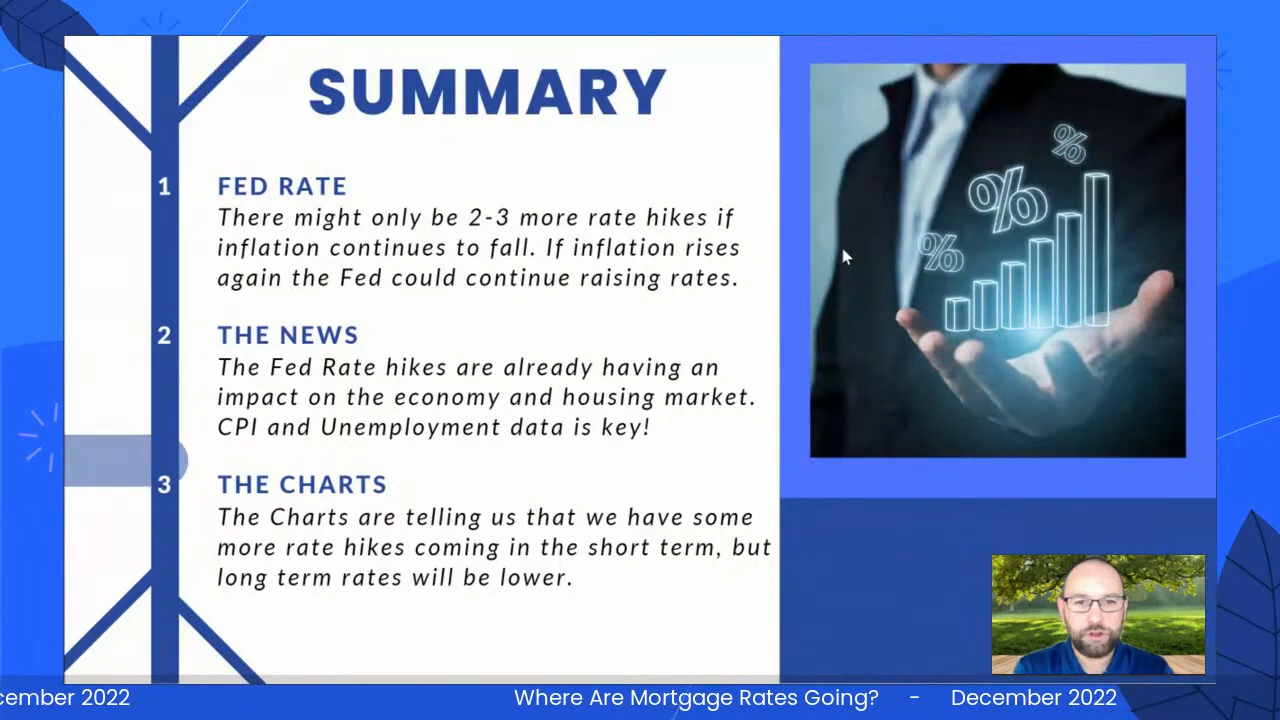 SUMMARY
1 FED RATE
There might only be 2-3 more rate hikes if
inflation continues to fall. If inflation rises
again the Fed could continue raising rates.
2 THE NEWS
The Fed Rate hikes are already having an
impact on the economy and housing market.
CPI and Unemployment data is key!
3 THE CHARTS
The Charts are telling us that we have some
more rate hikes coming in the short term, but
long term rates will be lower.
% % %
cember 2022 Where Are Mortgage Rates Going? - December 2022